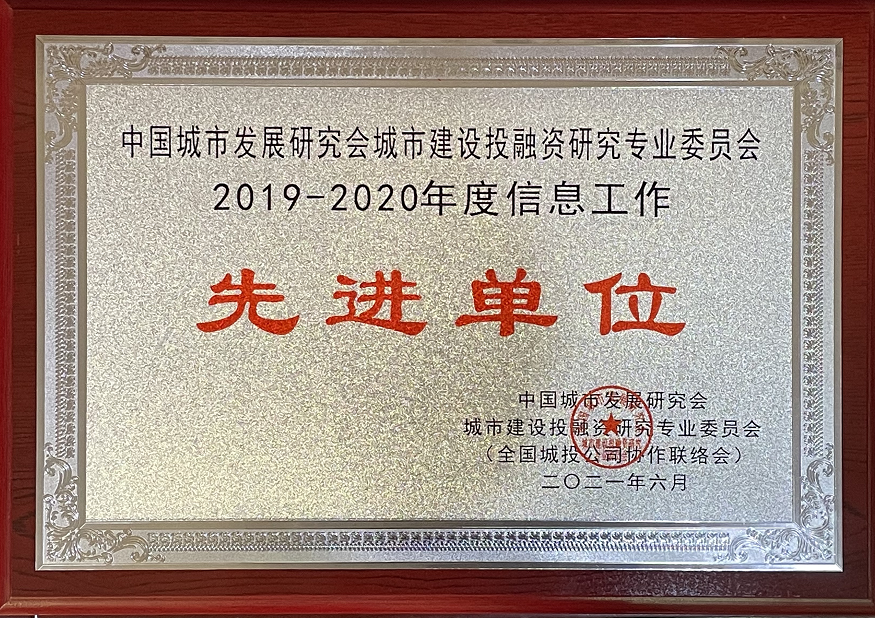 中国城市发展研究会城市建设投融资研究专业委员会
2019-2020年度信息工作
先进单位
中国城市发展研究会
城市建设投融资研究专业委员会
（全国城投公司协作联络会）
二〇二一年六月